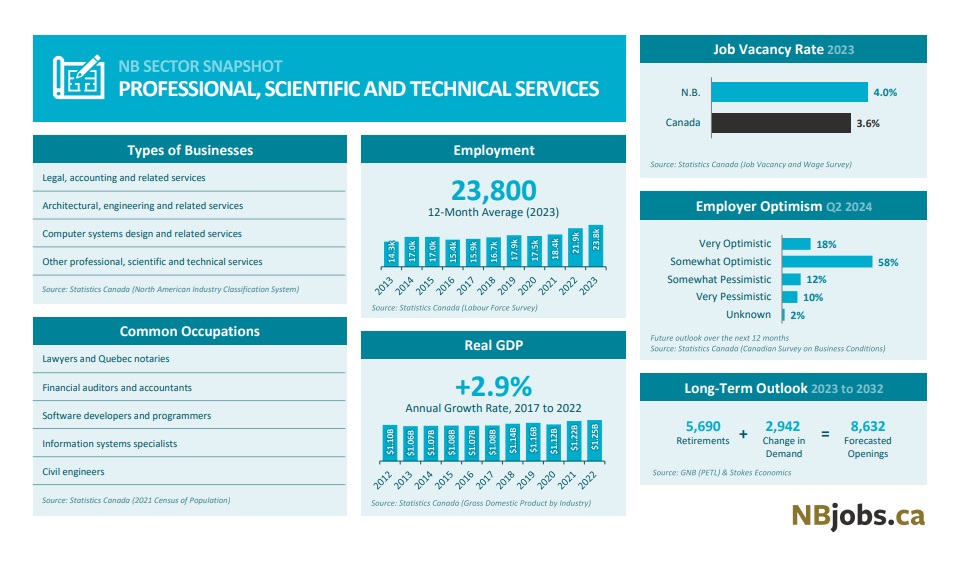 NB SECTOR SNAPSHOT
PROFESSIONAL, SCIENTIFIC AND TECHNICAL SERVICES
Types of Businesses
Legal, accounting and related services
Architectural, engineering and related services
Computer systems design and related services
Other professional, scientific and technical services
Source: Statistics Canada (North American Industry Classification System)
Common Occupations
Lawyers and Quebec notaries
Financial auditors and accountants
Software developers and programmers
Information systems specialists
Civil engineers
Source: Statistics Canada (2021 Census of Population)
Employment
23,800
12-Month Average (2023)
14.3k 17.0k 17.0k 15.4k 15.9k 16.7k 17.9k 17.5k 18.4k 21.9k 23.8k
2013 2014 2015 2016 2017 2018 2019 2020 2021 2022 2023
Source: Statistics Canada (Labour Force Survey)
Real GDP
+2.9%
Annual Growth Rate, 2017 to 2022
$1.10B $1.06B $1.07B $1.08B $1.07B $1.08B $1.14B $1.16B $1.12B $1.22B $1.25B
2012 2013 2014 2015 2016 2017 2018 2019 2020 2021 2022
Source: Statistics Canada (Gross Domestic Product by Industry)
Job Vacancy Rate 2023
N.B. 4.0%
Canada 3.6%
Source: Statistics Canada (Job Vacancy and Wage Survey)
Employer Optimism Q2 2024
Very Optimistic 18%
Somewhat Optimistic 58%
Somewhat Pessimistic 12%
Very Pessimistic 10%
Unknown 2%
Future outlook over the next 12 months
Source: Statistics Canada (Canadian Survey on Business Conditions)
Long-Term Outlook 2023 to 2032
5,690 + 2,942 = 8,632
Retirements Change in Forecasted
Demand Openings
Source: GNB (PETL) & Stokes Economics
NBjobs.ca